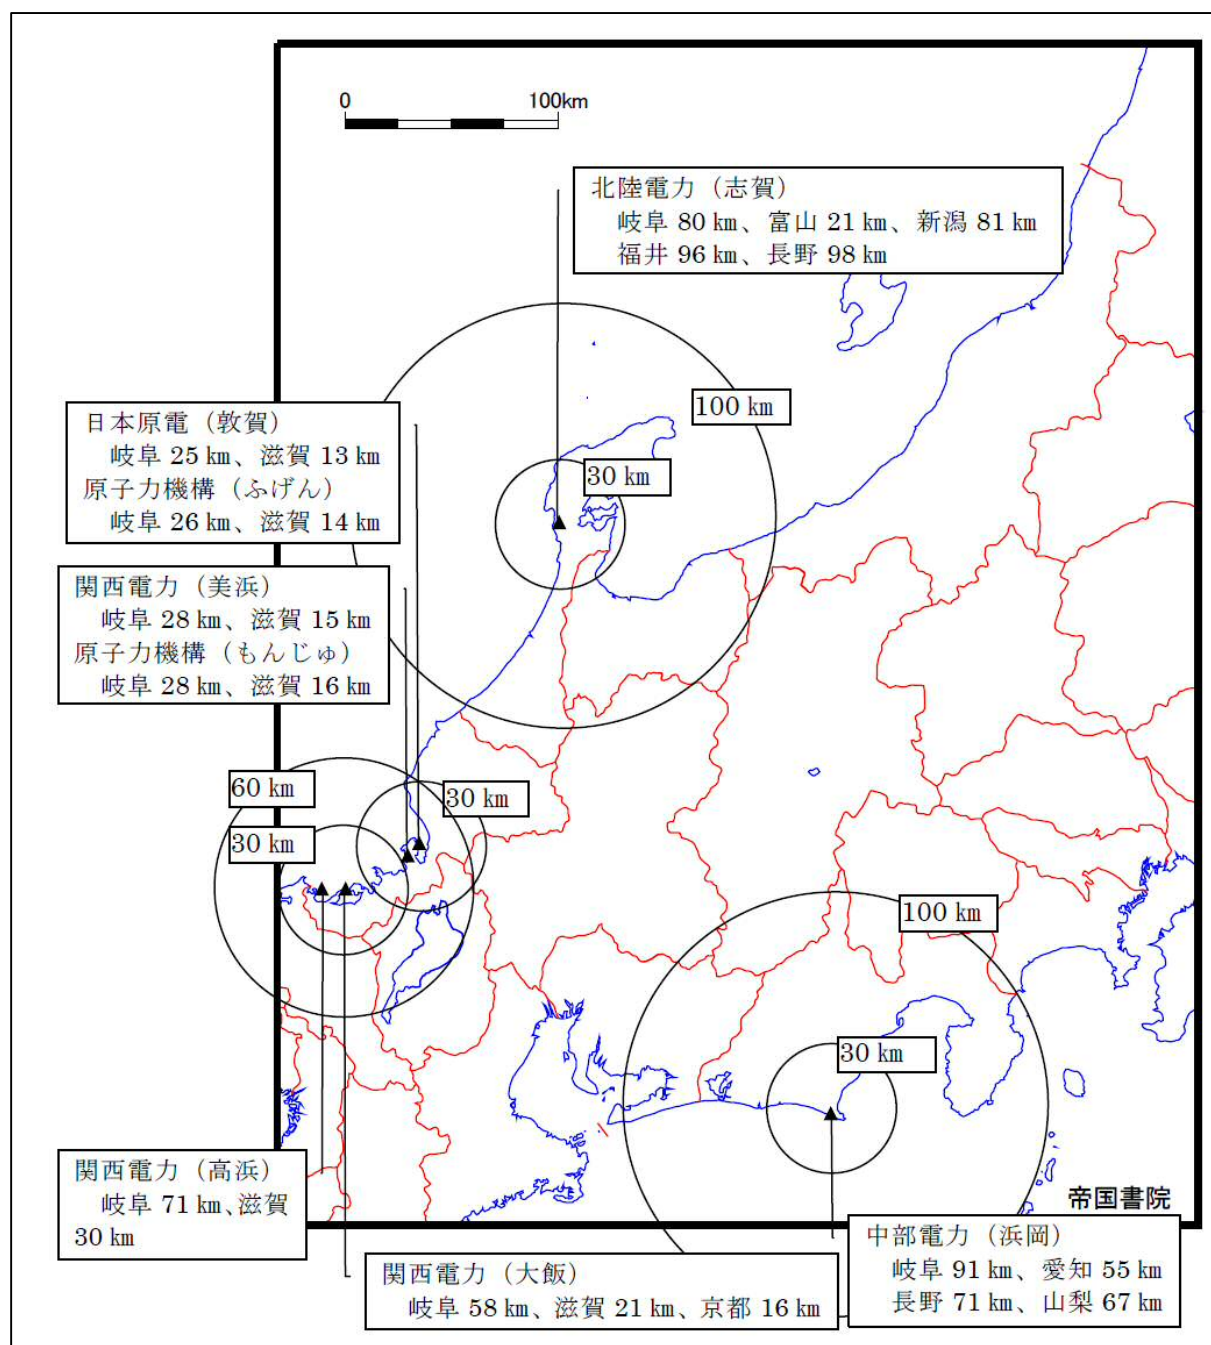 0 100km
北陸電力（志賀）
岐阜 80 ㎞、富山 21 ㎞、新潟 81 ㎞
福井 96 ㎞、長野 98 ㎞
100 ㎞
30 ㎞
日本原電（敦賀）
岐阜 25 ㎞、滋賀 13 ㎞
原子力機構（ふげん）
岐阜 26 ㎞、滋賀 14 ㎞
関西電力（美浜）
岐阜 28 ㎞、滋賀 15 ㎞
原子力機構（もんじゅ）
岐阜 28 ㎞、滋賀 16 ㎞
60 ㎞
30 ㎞
30 ㎞
100 ㎞
30 ㎞
関西電力（高浜）
岐阜 71 ㎞、滋賀
30 ㎞
帝国書院
中部電力（浜岡）
岐阜 91 ㎞、愛知 55 ㎞
長野 71 ㎞、山梨 67 ㎞
関西電力（大飯）
岐阜 58 ㎞、滋賀 21 ㎞、京都 16 ㎞